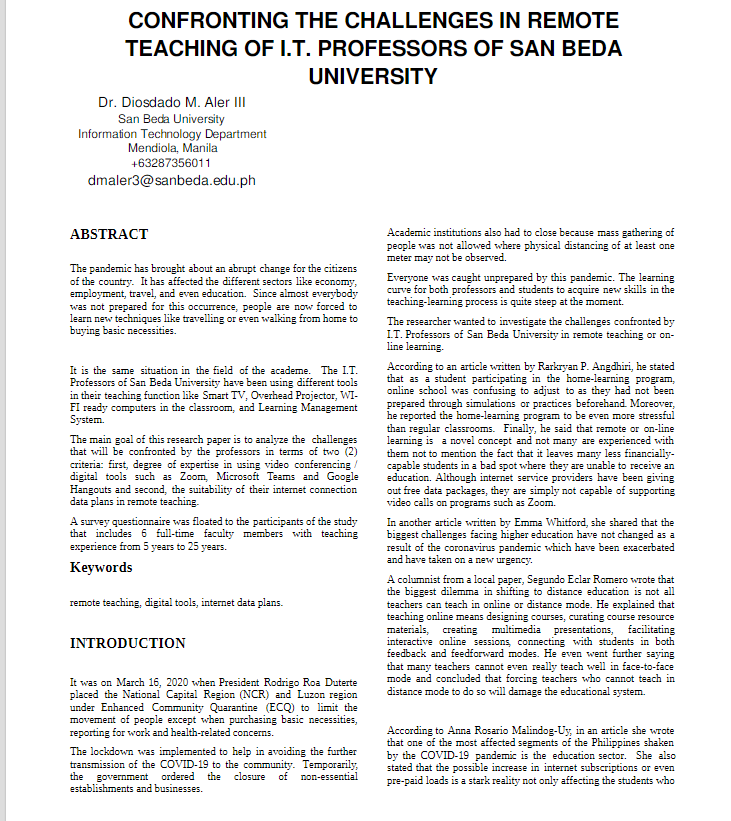 CONFRONTING THE CHALLENGES IN REMOTE
TEACHING OF I.T. PROFESSORS OF SAN BEDA
UNIVERSITY
Dr. Diosdado M. Aler III
San Beda University
Information Technology Department
Mendiola, Manila
+63287356011
dmaler3@sanbeda.edu.ph
ABSTRACT
The pandemic has brought about an abrupt change for the citizens
of the country. It has affected the different sectors like economy,
employment, travel, and even education. Since almost everybody
was not prepared for this occurrence, people are now forced to
learn new techniques like travelling or even walking from home to
buying basic necessities.
It is the same situation in the field of the academe. The I.T.
Professors of San Beda University have been using different tools
in their teaching function like Smart TV, Overhead Projector, WI-
FI ready computers in the classroom, and Learning Management
System.
The main goal of this research paper is to analyze the challenges
that will be confronted by the professors in terms of two (2)
criteria: first, degree of expertise in using video conferencing /
digital tools such as Zoom, Microsoft Teams and Google
Hangouts and second, the suitability of their internet connection
data plans in remote teaching.
A survey questionnaire was floated to the participants of the study
that includes 6 full-time faculty members with teaching
experience from 5 years to 25 years.
Keywords
remote teaching, digital tools, internet data plans.
INTRODUCTION
It was on March 16, 2020 when President Rodrigo Roa Duterte
placed the National Capital Region (NCR) and Luzon region
under Enhanced Community Quarantine (ECQ) to limit the
movement of people except when purchasing basic necessities,
reporting for work and health-related concerns.
The lockdown was implemented to help in avoiding the further
transmission of the COVID-19 to the community. Temporarily,
the government ordered the closure of non-essential
establishments and businesses.
Academic institutions also had to close because mass gathering of
people was not allowed where physical distancing of at least one
meter may not be observed.
Everyone was caught unprepared by this pandemic. The learning
curve for both professors and students to acquire new skills in the
teaching-learning process is quite steep at the moment.
The researcher wanted to investigate the challenges confronted by
I.T. Professors of San Beda University in remote teaching or on-
line learning.
According to an article written by Rarkryan P. Angdhiri, he stated
that as a student participating in the home-learning program,
online school was confusing to adjust to as they had not been
prepared through simulations or practices beforehand. Moreover,
he reported the home-learning program to be even more stressful
than regular classrooms. Finally, he said that remote or on-line
learning is a novel concept and not many are experienced with
them not to mention the fact that it leaves many less financially-
capable students in a bad spot where they are unable to receive an
education. Although internet service providers have been giving
out free data packages, they are simply not capable of supporting
video calls on programs such as Zoom.
In another article written by Emma Whitford, she shared that the
biggest challenges facing higher education have not changed as a
result of the coronavirus pandemic which have been exacerbated
and have taken on a new urgency.
A columnist from a local paper, Segundo Eclar Romero wrote that
the biggest dilemma in shifting to distance education is not all
teachers can teach in online or distance mode. He explained that
teaching online means designing courses, curating course resource
materials, creating multimedia presentations, facilitating
interactive online sessions, connecting with students in both
feedback and feedforward modes. He even went further saying
that many teachers cannot even really teach well in face-to-face
mode and concluded that forcing teachers who cannot teach in
distance mode to do so will damage the educational system.
According to Anna Rosario Malindog-Uy, in an article she wrote
that one of the most affected segments of the Philippines shaken
by the COVID-19 pandemic is the education sector. She also
stated that the possible increase in internet subscriptions or even
pre-paid loads is a stark reality not only affecting the students who